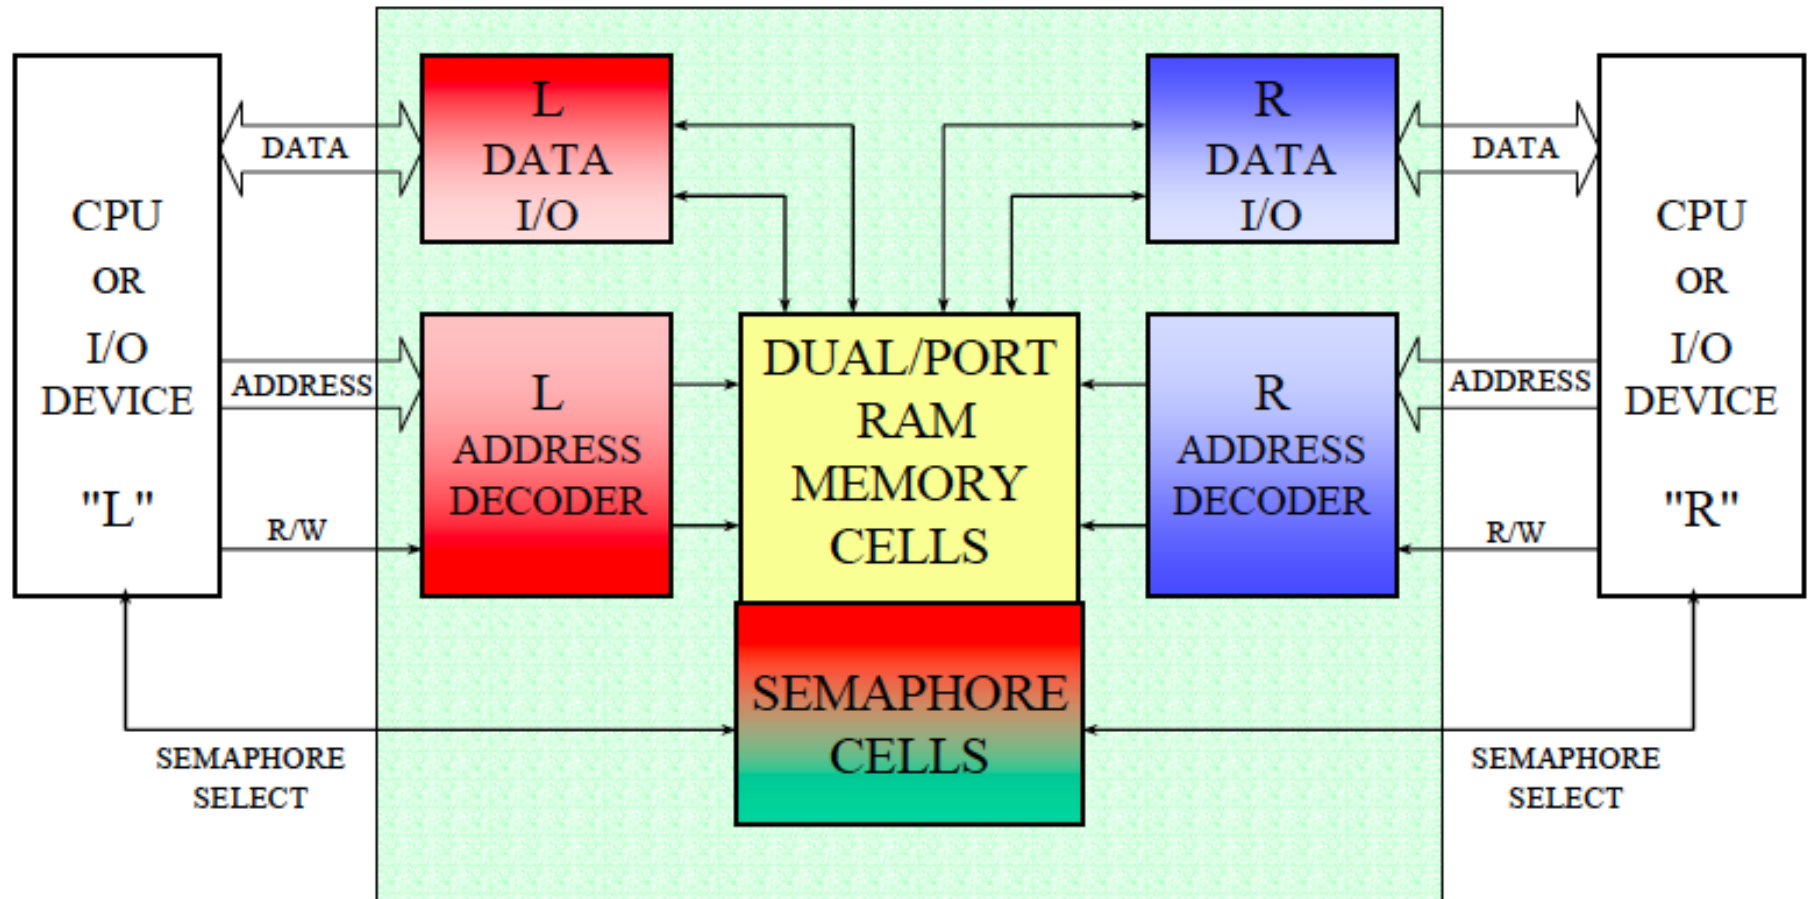 CPU
OR
I/O
DEVICE
"L"
DATA
ADDRESS
R/W
SEMAPHORE
SELECT
L
DATA
I/O
L
ADDRESS
DECODER
DUAL/PORT
RAM
MEMORY
CELLS
SEMAPHORE
CELLS
R
DATA
I/O
R
ADDRESS
DECODER
DATA
ADDRESS
R/W
SEMAPHORE
SELECT
CPU
OR
I/O
DEVICE
"R"